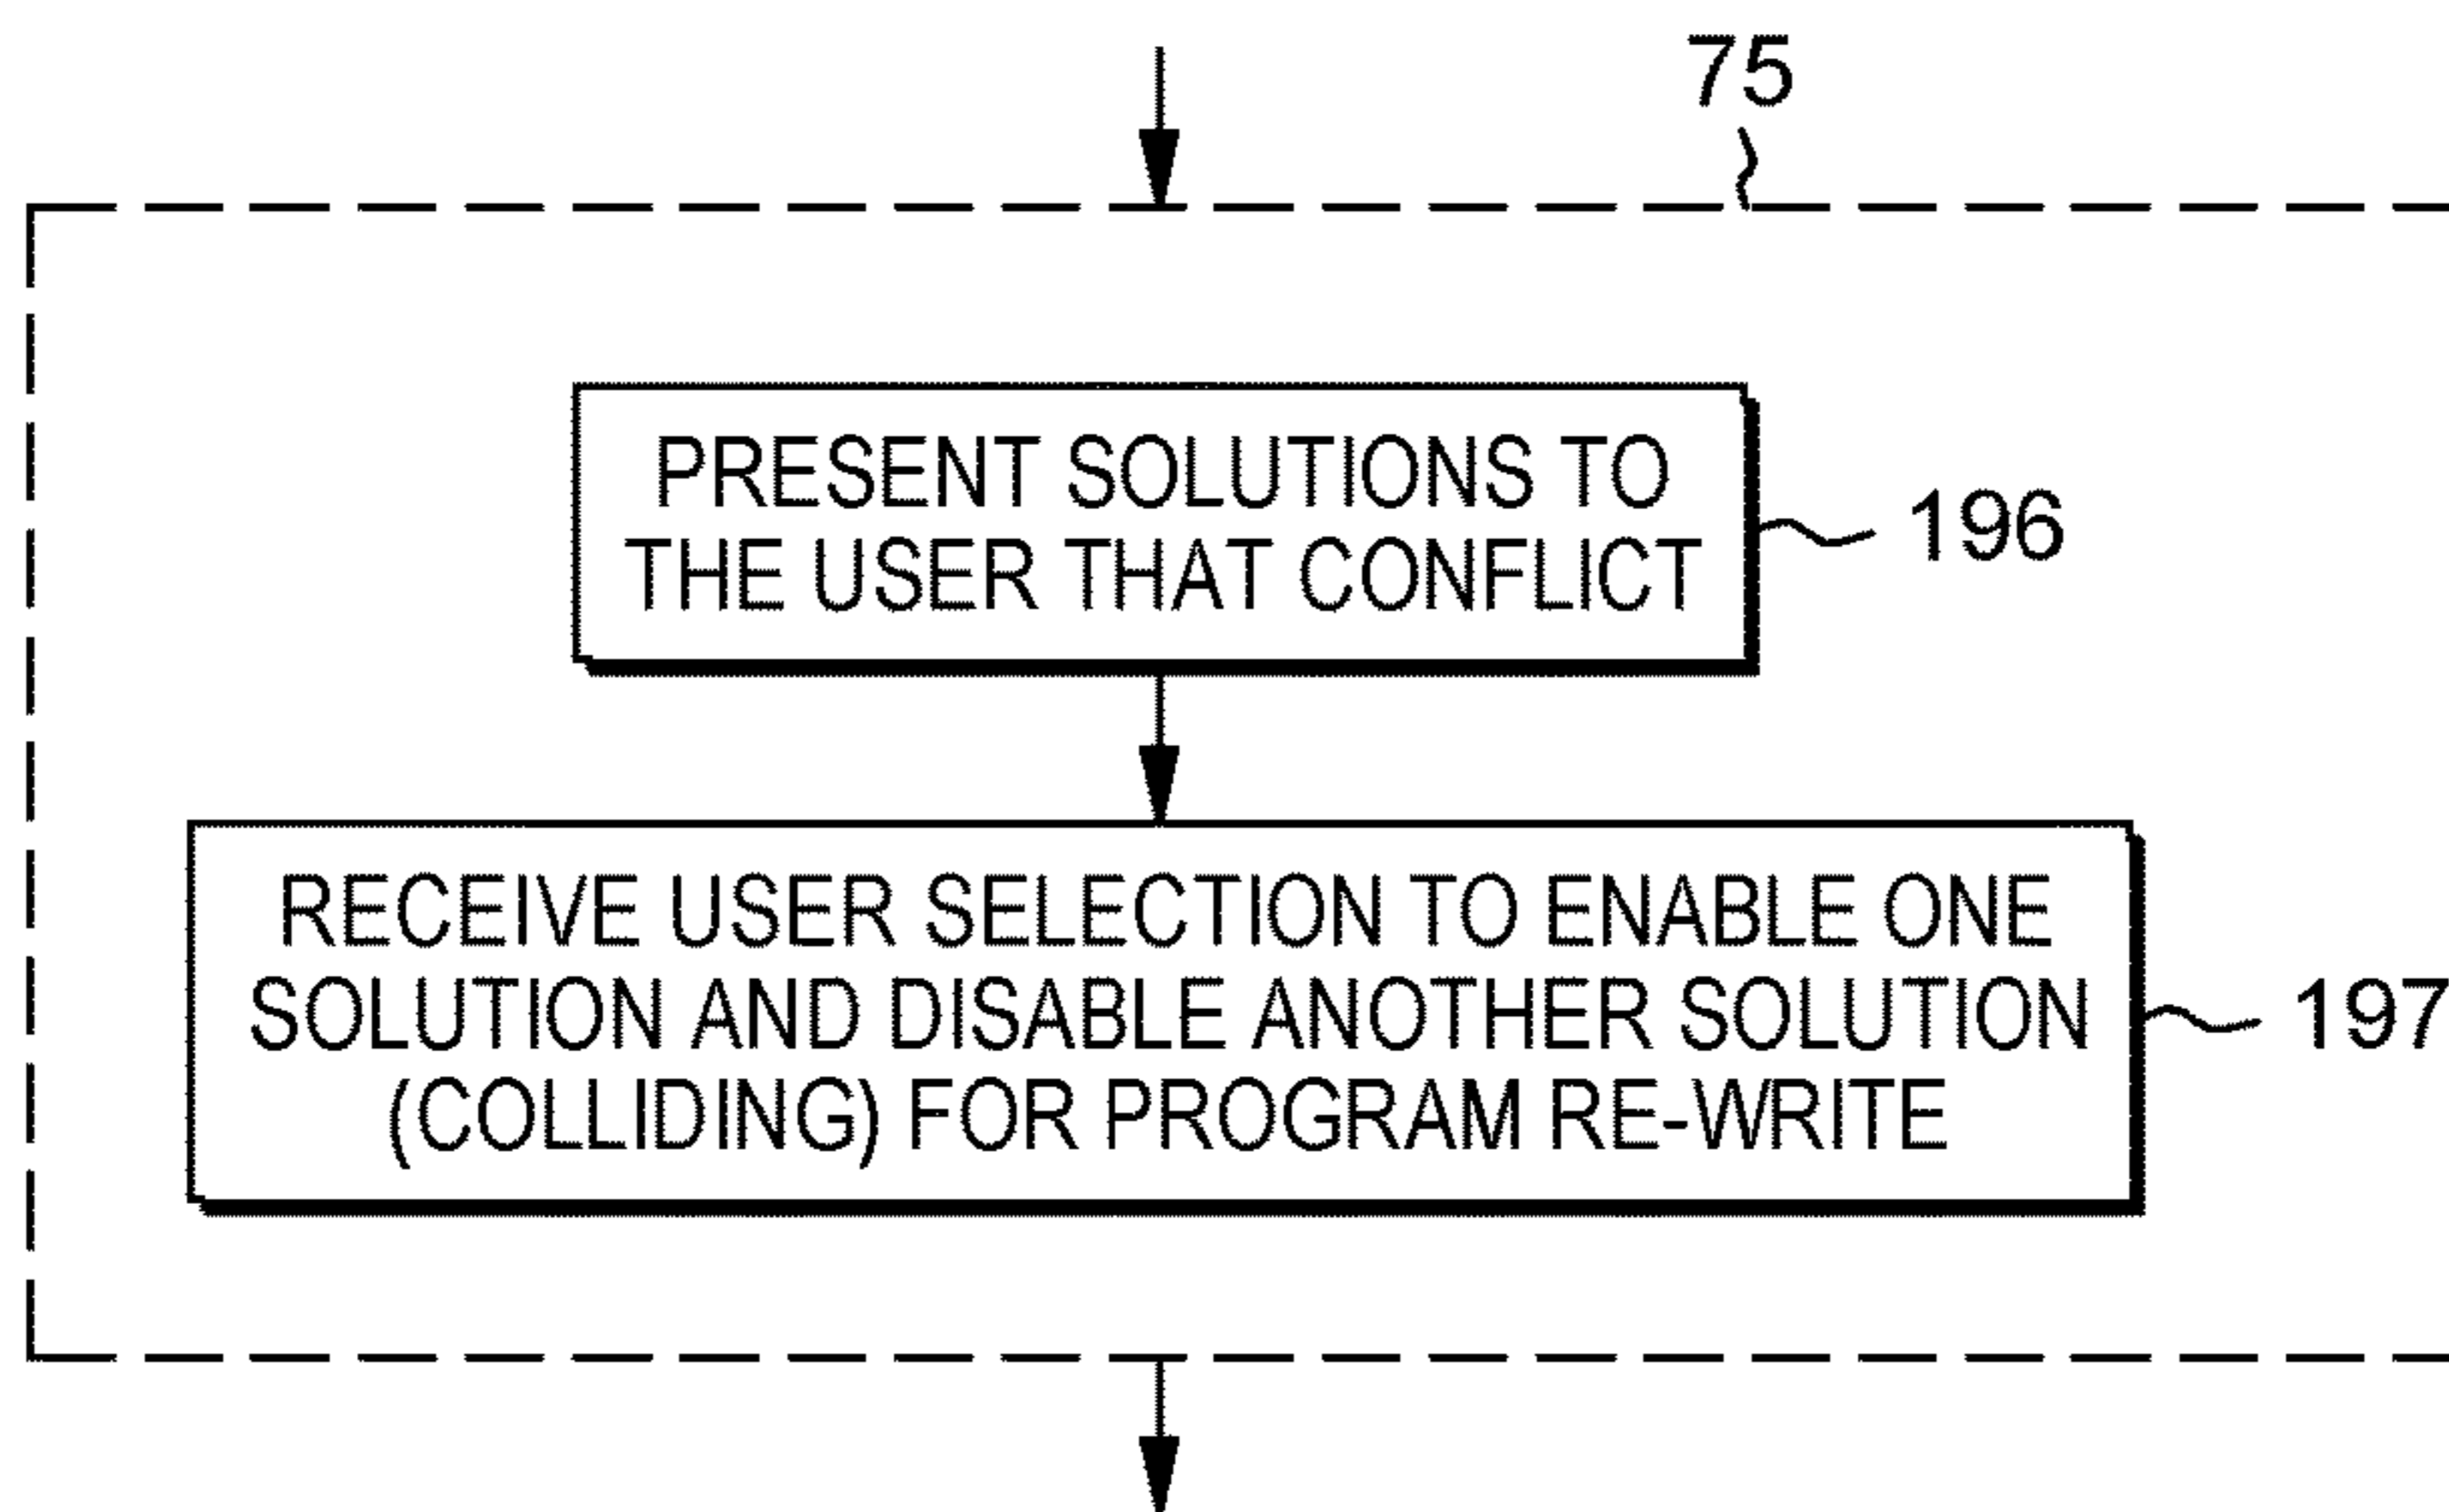 75
PRESENT SOLUTIONS TO
THE USER THAT CONFLICT
196
RECEIVE USER SELECTION TO ENABLE ONE
SOLUTION AND DISABLE ANOTHER SOLUTION
(COLLIDING) FOR PROGRAM RE-WRITE
197